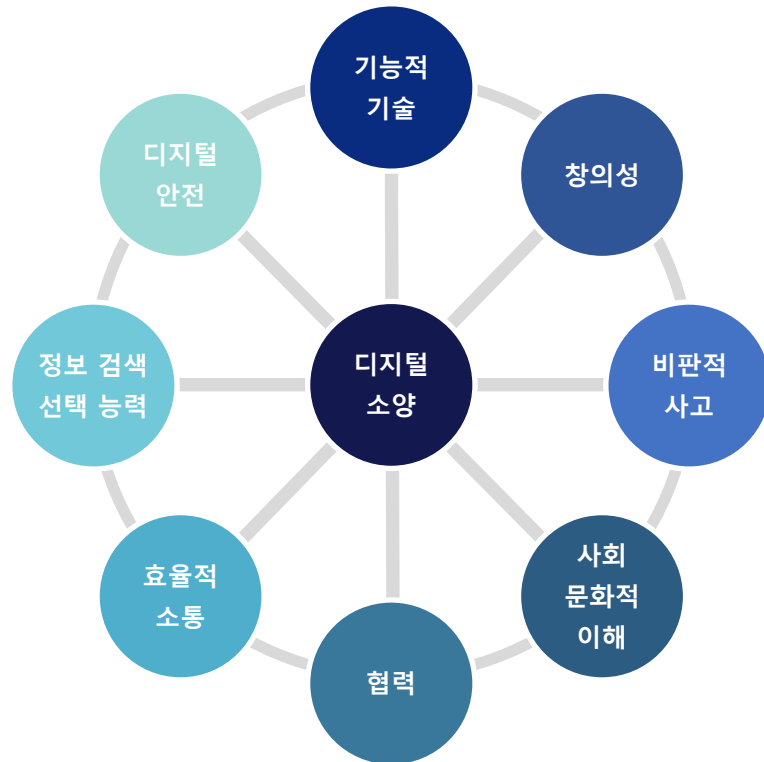 기능적
기술
창의성
비판적
사고
사회
문화적
이해
협력
효율적
소통
정보 검색
선택 능력
디지털
안전
디지털
소양